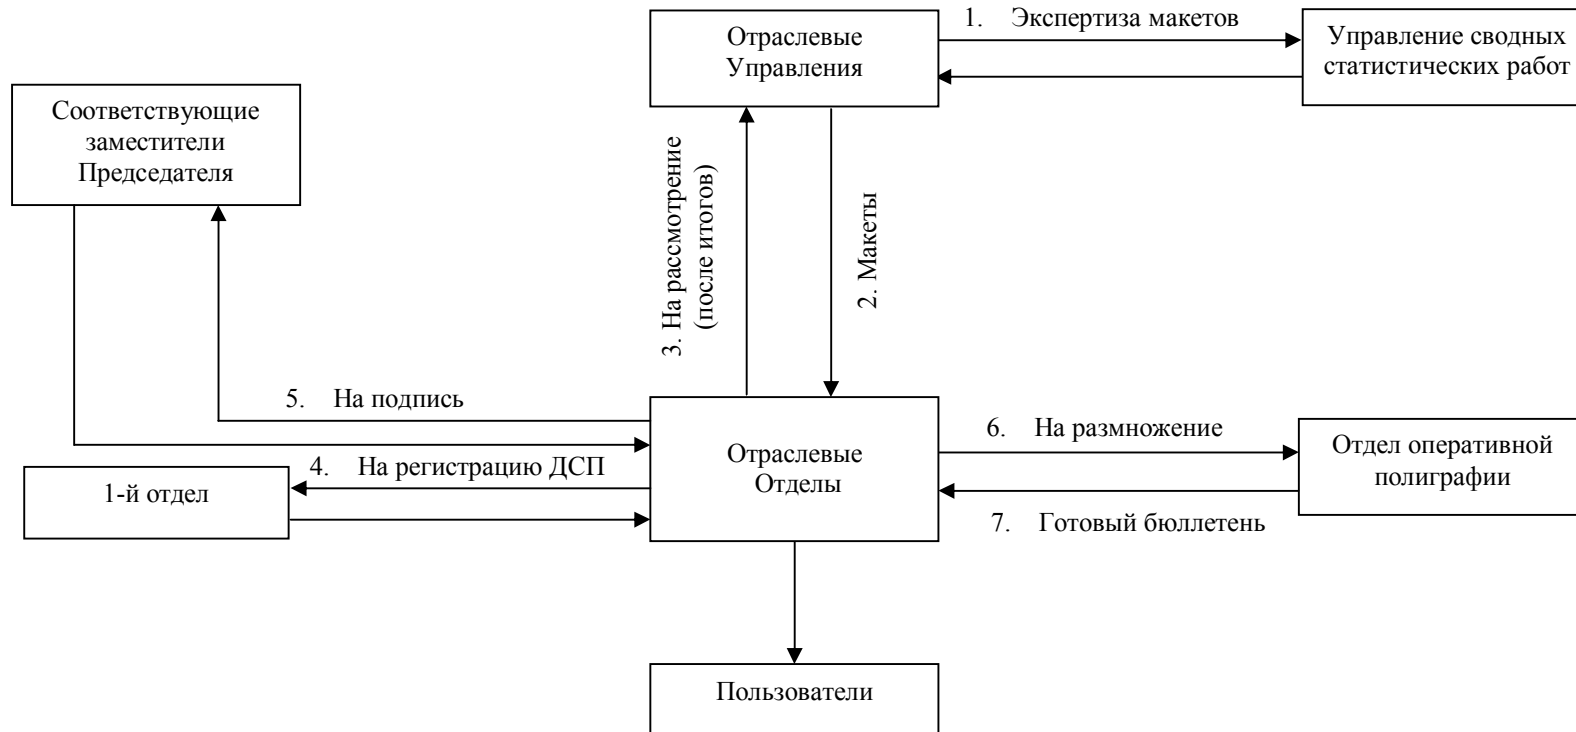 1. Экспертиза макетов
Отраслевые
Управления
Управление сводных
статистических работ
Соответствующие
заместители
Председателя
3. На рассмотрение
(после итогов)
2. Макеты
5. На подпись
4. На регистрацию ДСП
1-й отдел
Отраслевые
Отделы
6. На размножение
Отдел оперативной
полиграфии
7. Готовый бюллетень
Пользователи